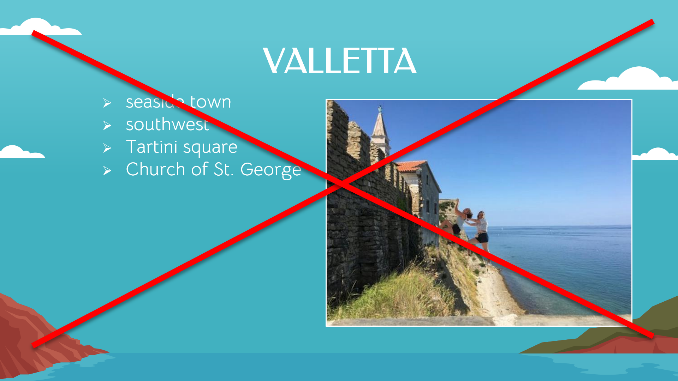 VALLETTA
seaside town
southwest
Tartini square
Church of St. George